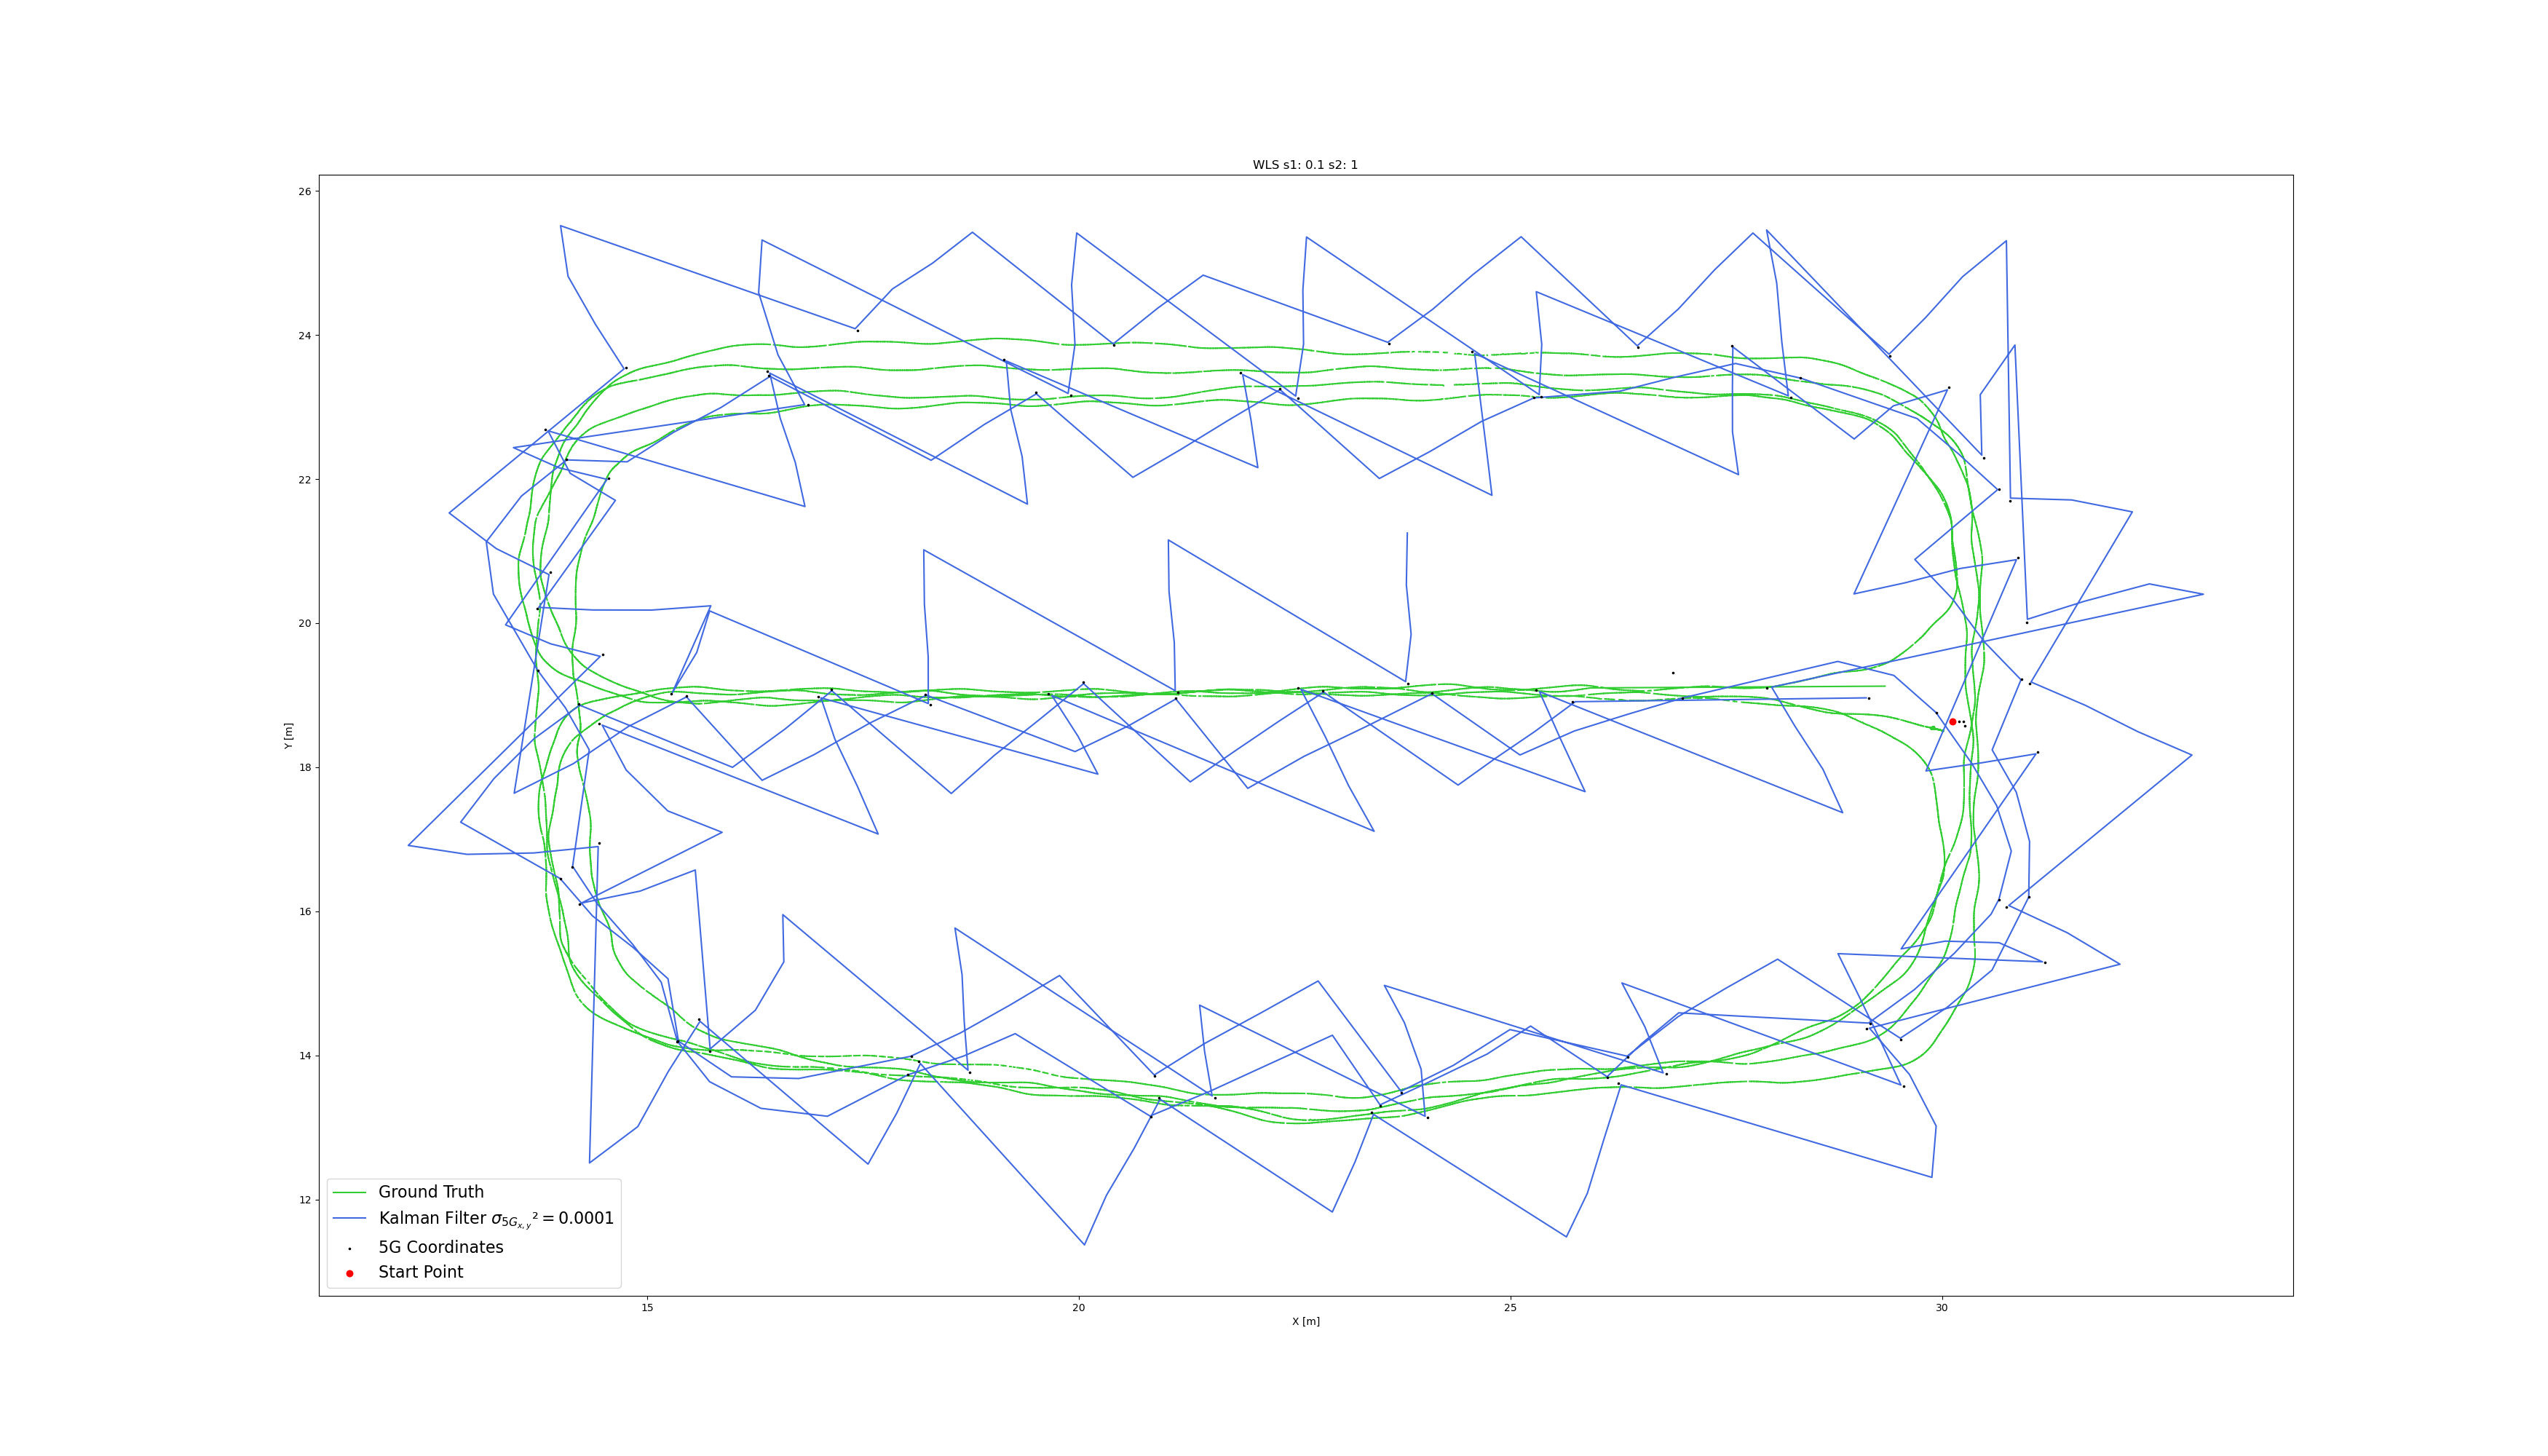 WLS s1: 0.1 s2: 1
26
24
22
20
18
16
14
12
Y [m]
15 20 25 30
X [m]
Ground Truth
Kalman Filter σ5Gx,y² = 0.0001
5G Coordinates
Start Point